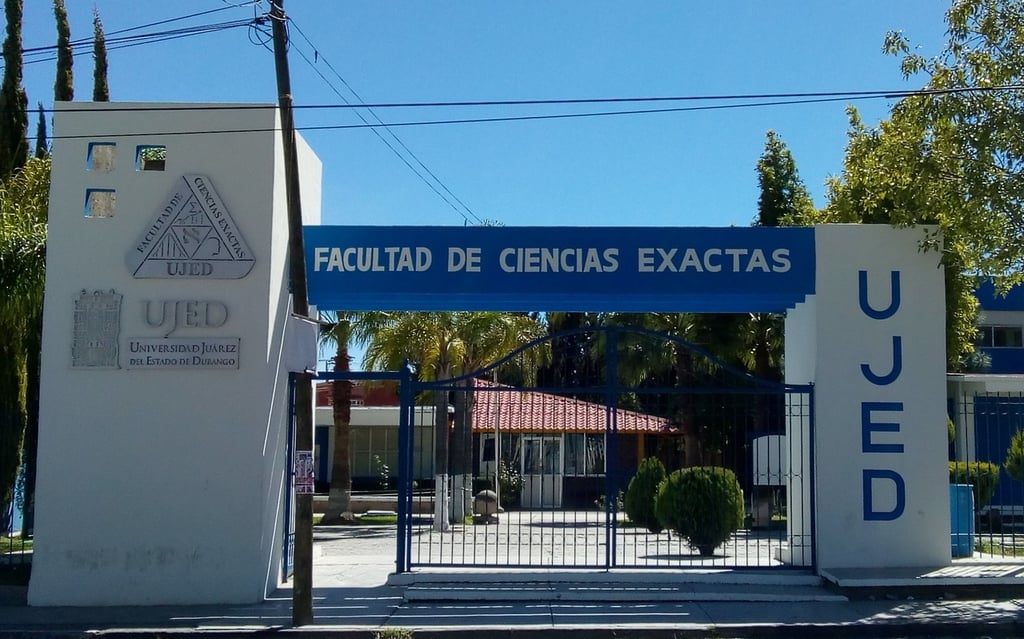 FACULTAD DE
CIENCIAS EXACTAS
UJED
UJED
UNIVERSIDAD JUÁREZ
DEL ESTADO DE DURANGO
FACULTAD DE CIENCIAS EXACTAS
UJED